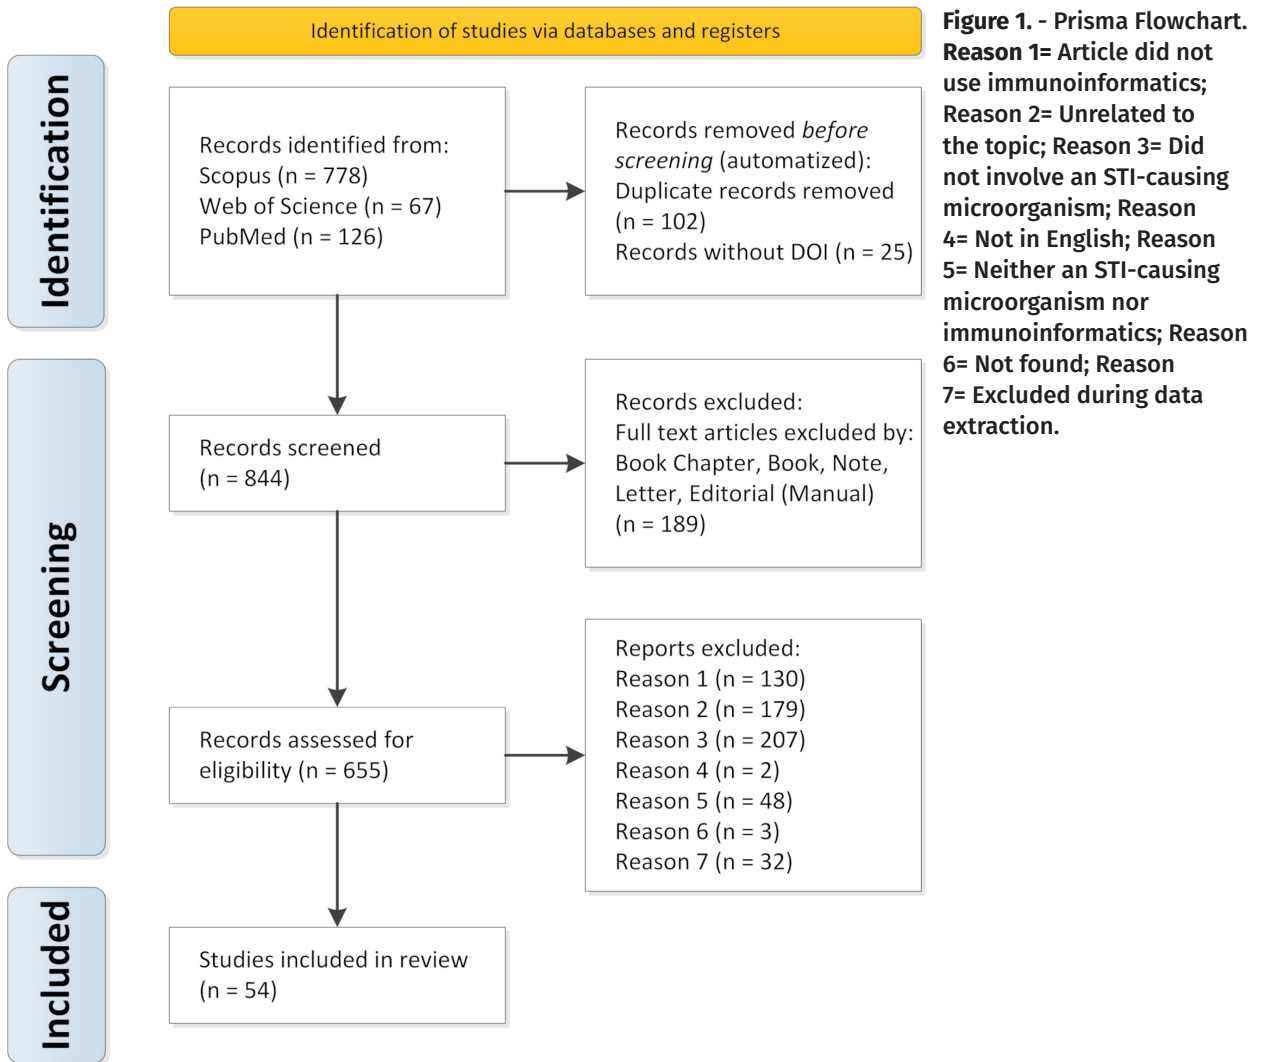 Identification of studies via databases and registers
Identification
Records identified from:
Scopus (n = 778)
Web of Science (n = 67)
PubMed (n = 126)
Records removed before
screening (automatized):
Duplicate records removed
(n = 102)
Records without DOI (n = 25)
Screening
Records screened
(n = 844)
Records excluded:
Full text articles excluded by:
Book Chapter, Book, Note,
Letter, Editorial (Manual)
(n = 189)
Records assessed for
eligibility (n = 655)
Reports excluded:
Reason 1 (n = 130)
Reason 2 (n = 179)
Reason 3 (n = 207)
Reason 4 (n = 2)
Reason 5 (n = 48)
Reason 6 (n = 3)
Reason 7 (n = 32)
Included
Studies included in review
(n = 54)
Figure 1. - Prisma Flowchart.
Reason 1= Article did not
use immunoinformatics;
Reason 2= Unrelated to
the topic; Reason 3= Did
not involve an STI-causing
microorganism; Reason
4= Not in English; Reason
5= Neither an STI-causing
microorganism nor
immunoinformatics; Reason
6= Not found; Reason
7= Excluded during data
extraction.